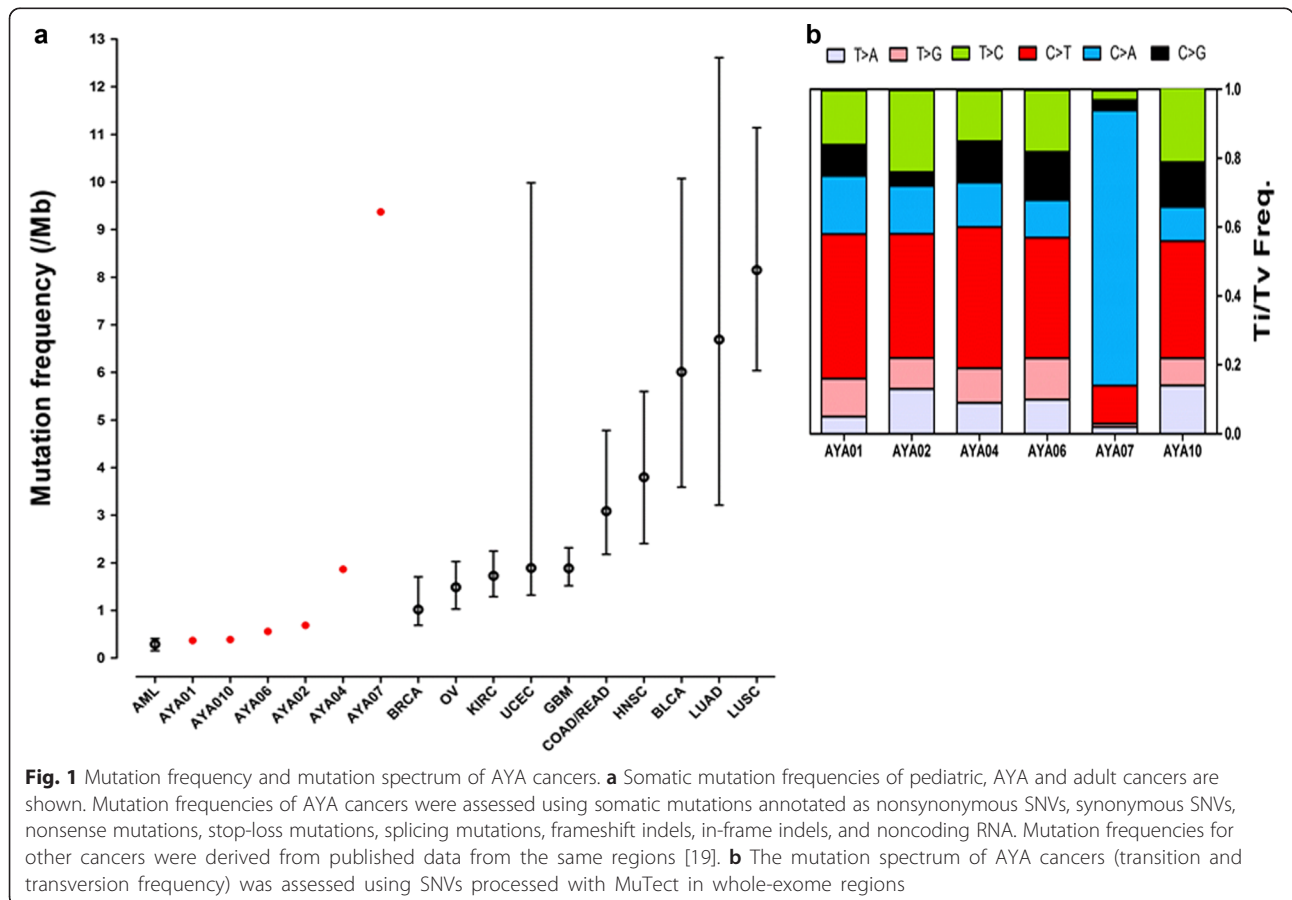 a
Mutation frequency (/Mb)
13
12
11
10
9
8
7
6
5
4
3
2
1
0
AML
AYA01
AYA010
AYA06
AYA02
AYA04
AYA07
BRCA
OV
KIRC
UCEC
GBM
COAD/READ
HNSC
BLCA
LUAD
LUSC
b
T>A T>G T>C C>T C>A C>G
1.0
0.8
0.6
0.4
0.2
0.0
Ti/Tv Freq.
AYA01 AYA02 AYA04 AYA06 AYA07 AYA10
Fig. 1 Mutation frequency and mutation spectrum of AYA cancers. a Somatic mutation frequencies of pediatric, AYA and adult cancers are
shown. Mutation frequencies of AYA cancers were assessed using somatic mutations annotated as nonsynonymous SNVs, synonymous SNVs,
nonsense mutations, stop-loss mutations, splicing mutations, frameshift indels, in-frame indels, and noncoding RNA. Mutation frequencies for
other cancers were derived from published data from the same regions [19]. b The mutation spectrum of AYA cancers (transition and
transversion frequency) was assessed using SNVs processed with MuTect in whole-exome regions